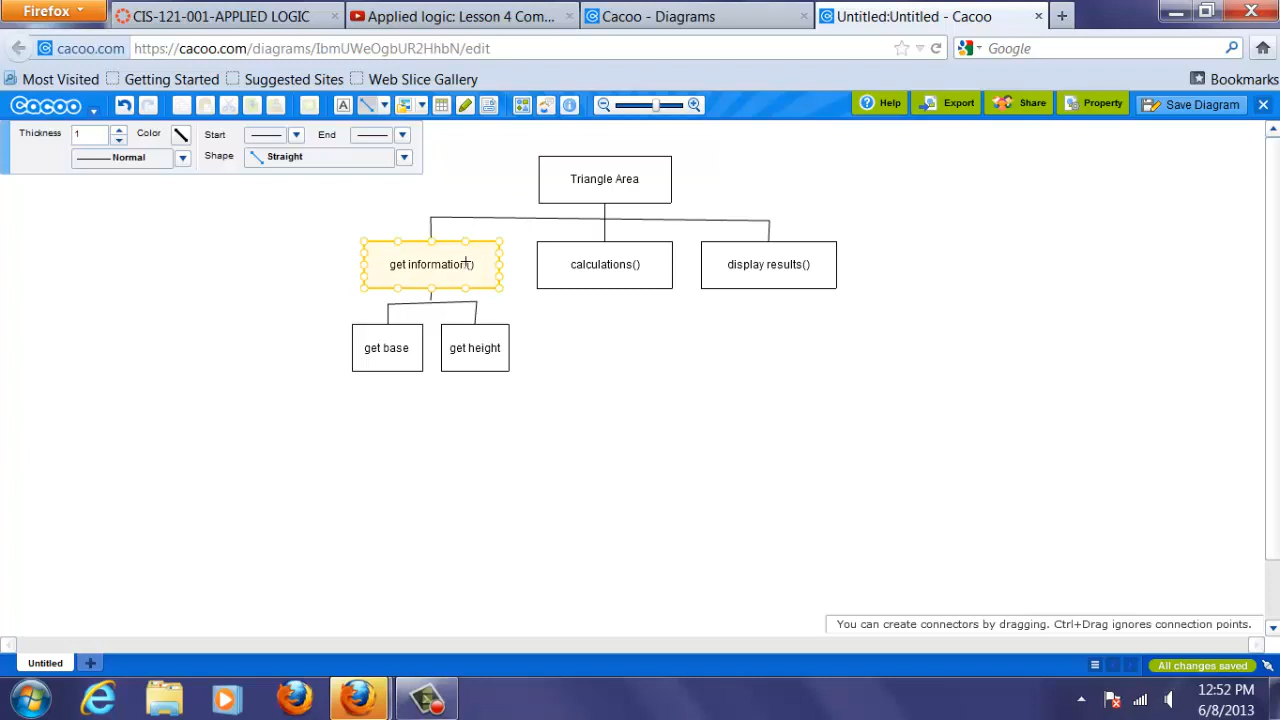 Firefox
CIS-121-001-APPLIED LOGIC
Applied logic: Lesson 4 Com...
Cacoo - Diagrams
Untitled:Untitled - Cacoo
cacoo.com
https://cacoo.com/diagrams/IbmUWeOgbUR2HhbN/edit
Google
Most Visited
Getting Started
Suggested Sites
Web Slice Gallery
Bookmarks
cacoo
A
Help
Export
Share
Property
Save Diagram
Thickness
1
Color
Start
End
Normal
Shape
Straight
Triangle Area
get information()
calculations()
display results()
get base
get height
You can create connectors by dragging. Ctrl+Drag ignores connection points.
Untitled
All changes saved
12:52 PM
6/8/2013